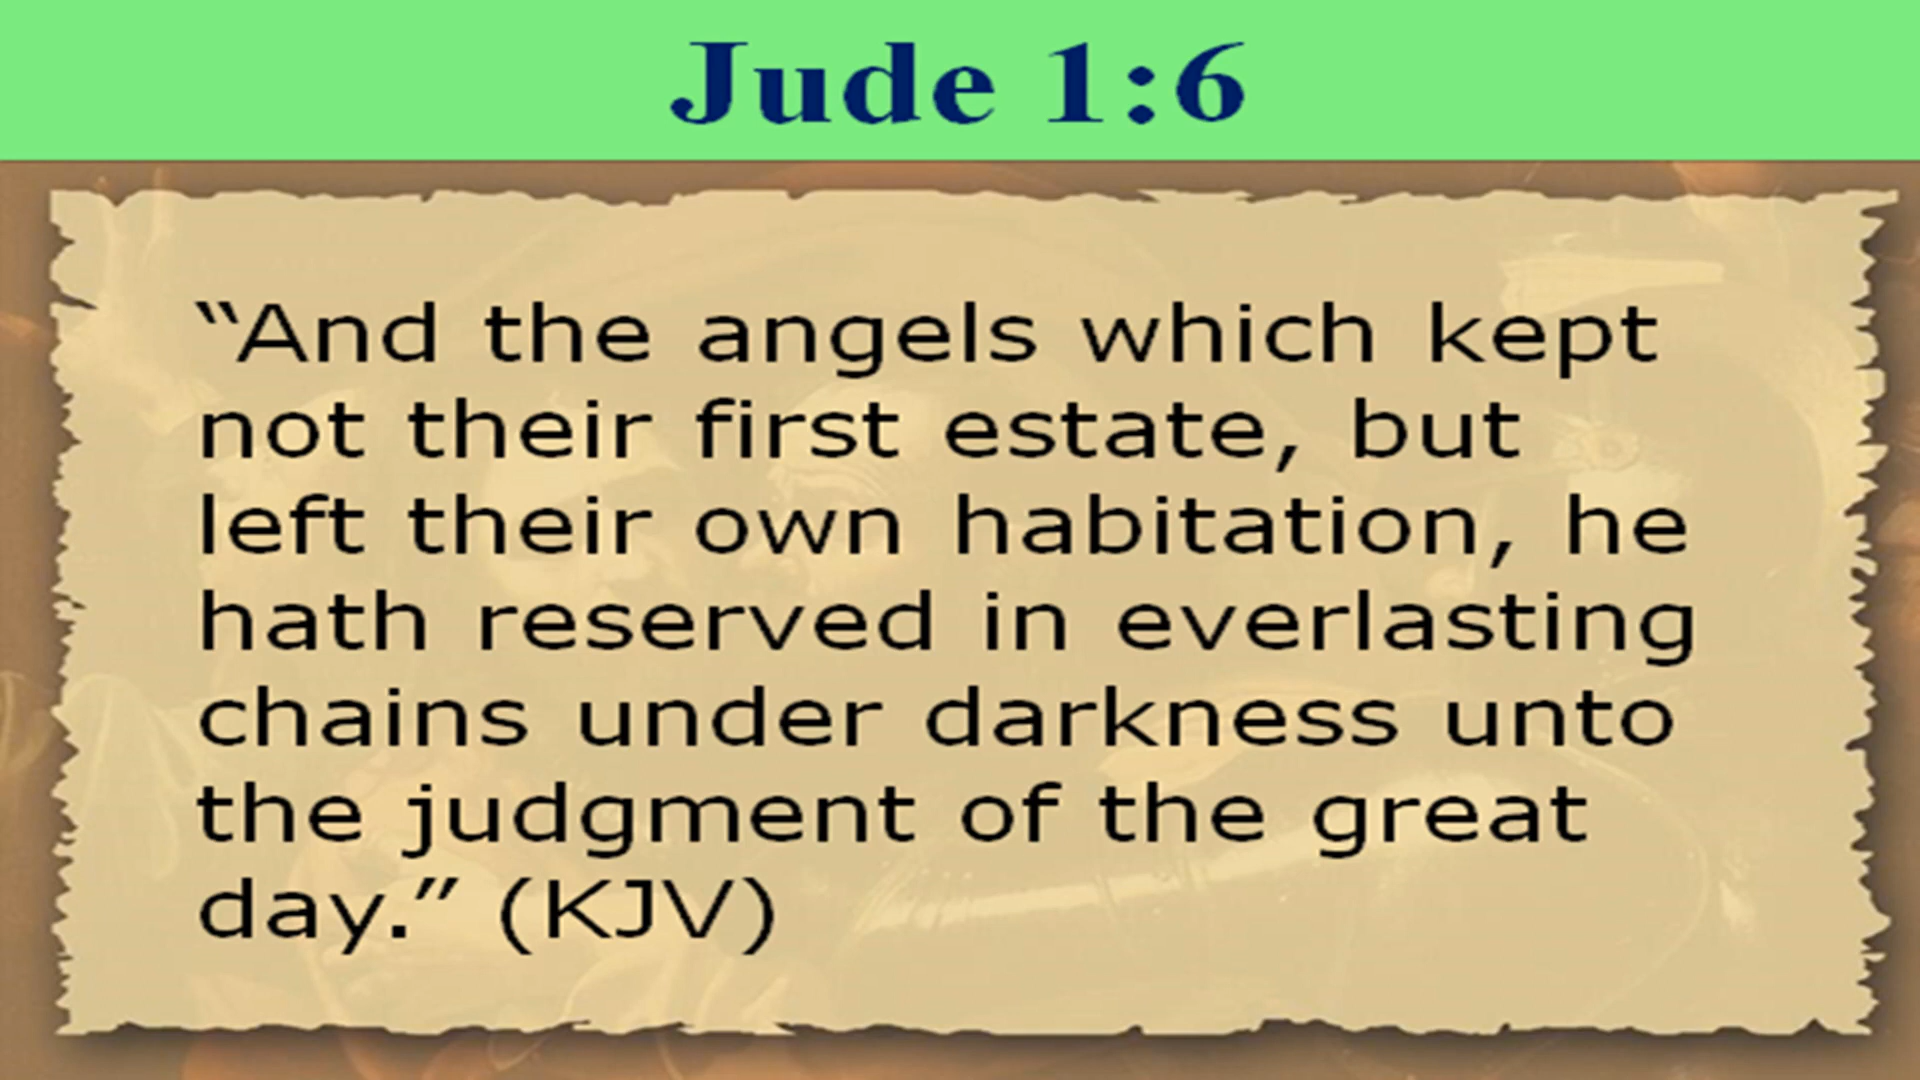 Jude 1:6
“And the angels which kept
not their first estate, but
left their own habitation, he
hath reserved in everlasting
chains under darkness unto
the judgment of the great
day.” (KJV)